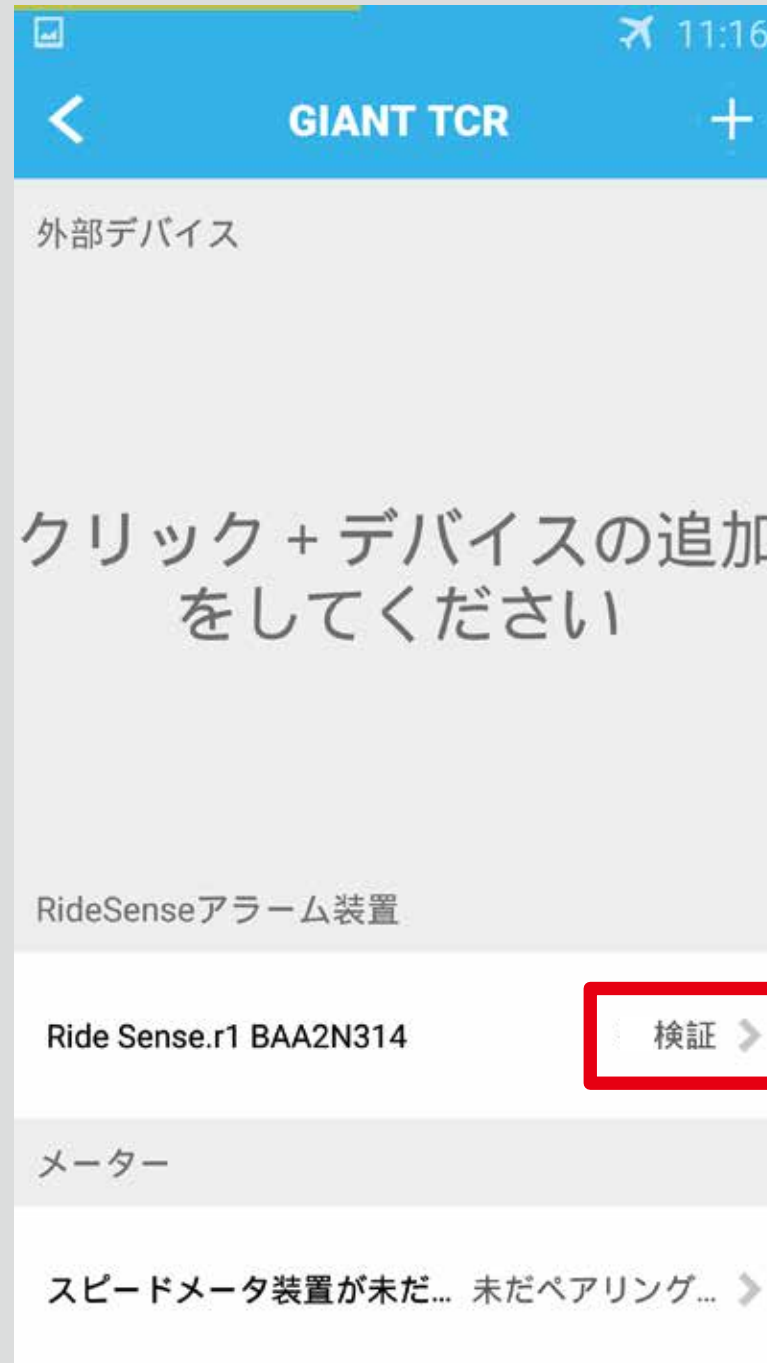 11:16
GIANT TCR
外部デバイス
クリック + デバイスの追加
をしてください
RideSenseアラーム装置
Ride Sense.r1 BAA2N314 検証
メーター
スピードメータ装置が未だ... 未だペアリング...